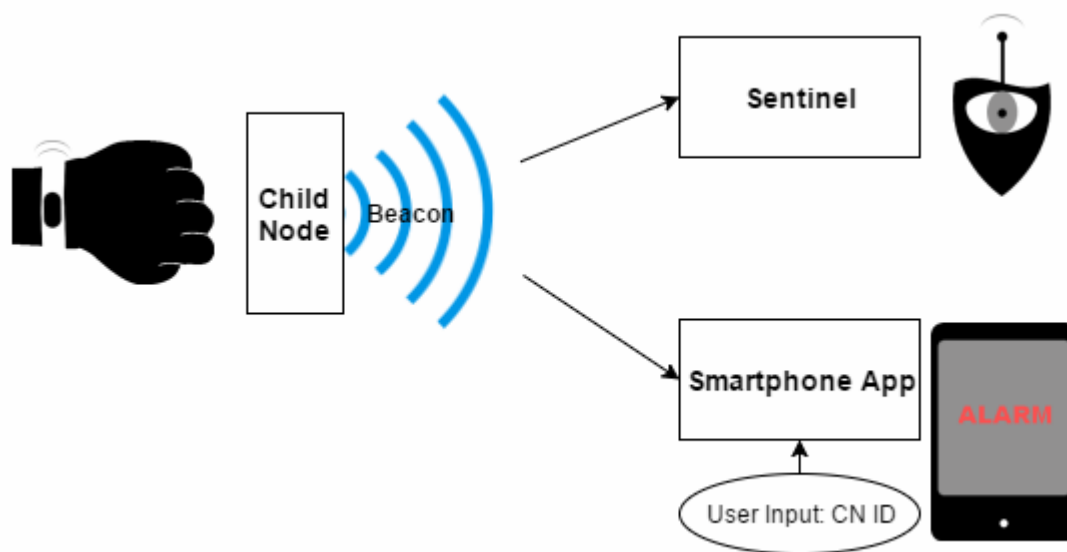 Sentinel
Child
Node
Beacon
Smartphone App
ALARM
User Input: CN ID